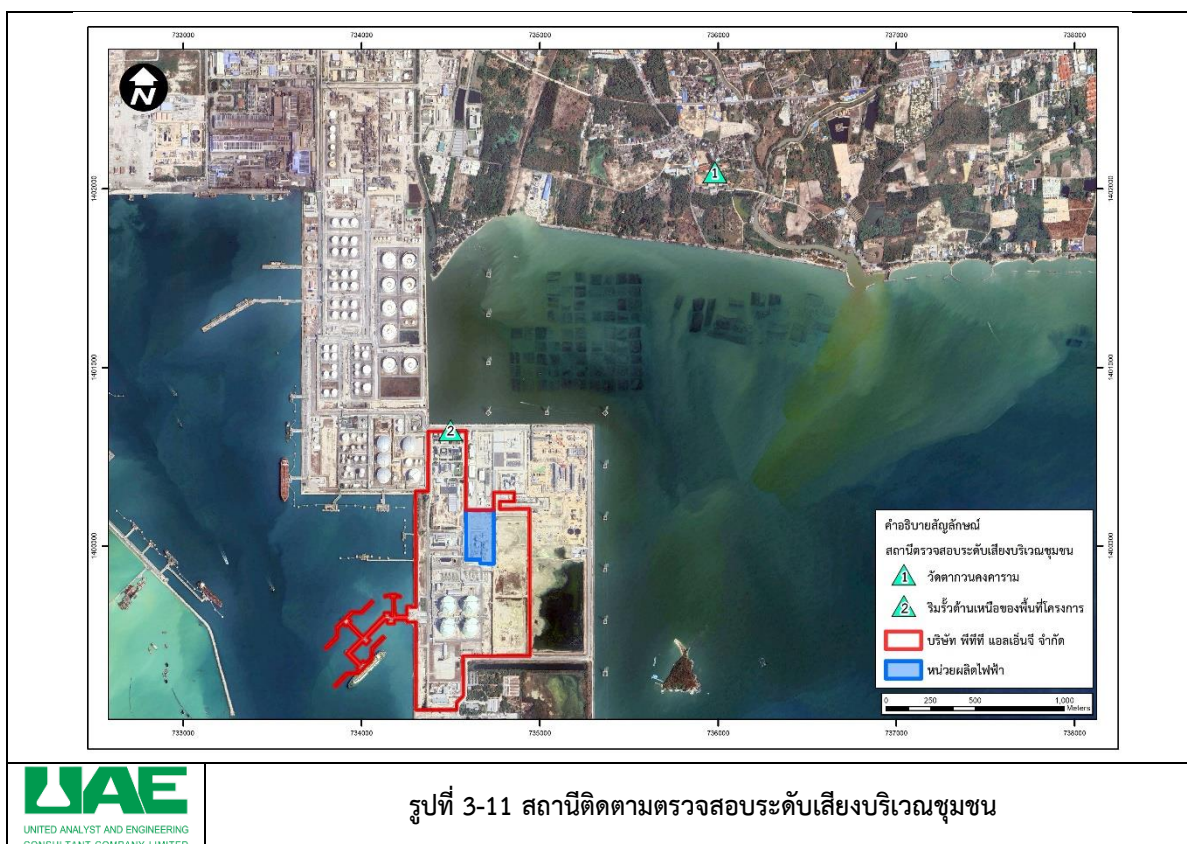 733000 734000 735000 736000 737000 738000
N
1402000 1402000
1
1401000 1401000
2
1400000 1400000
คำอธิบายสัญลักษณ์
สถานีตรวจสอบระดับเสียงบริเวณชุมชน
1 วัดตากวนคงคาราม
2 ริมรั้วด้านเหนือของพื้นที่โครงการ
บริษัท พีทีที แอลเอ็นจี จำกัด
หน่วยผลิตไฟฟ้า
0 250 500 1,000
Meters
733000 734000 735000 736000 737000 738000
UAE
UNITED ANALYST AND ENGINEERING
CONSULTANT COMPANY LIMITED
รูปที่ 3-11 สถานีติดตามตรวจสอบระดับเสียงบริเวณชุมชน